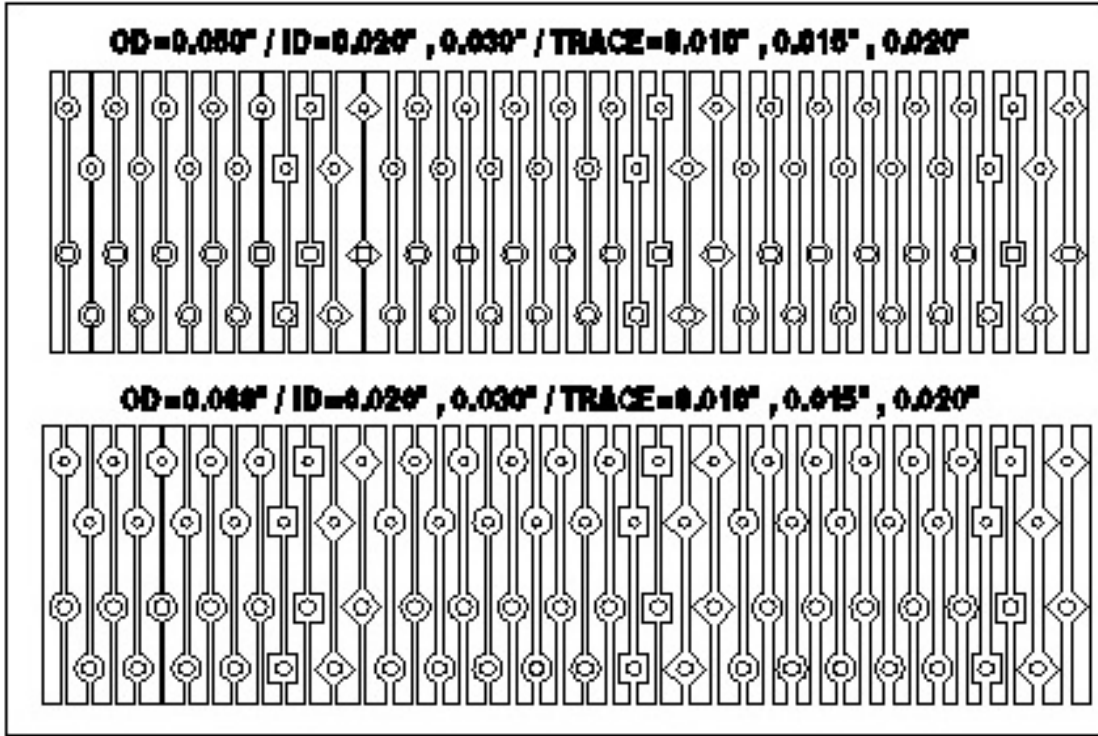 OD=0.050" / ID=0.020" , 0.030" / TRACE=0.010" , 0.015" , 0.020"
OD=0.060" / ID=0.020" , 0.030" / TRACE=0.010" , 0.015" , 0.020"